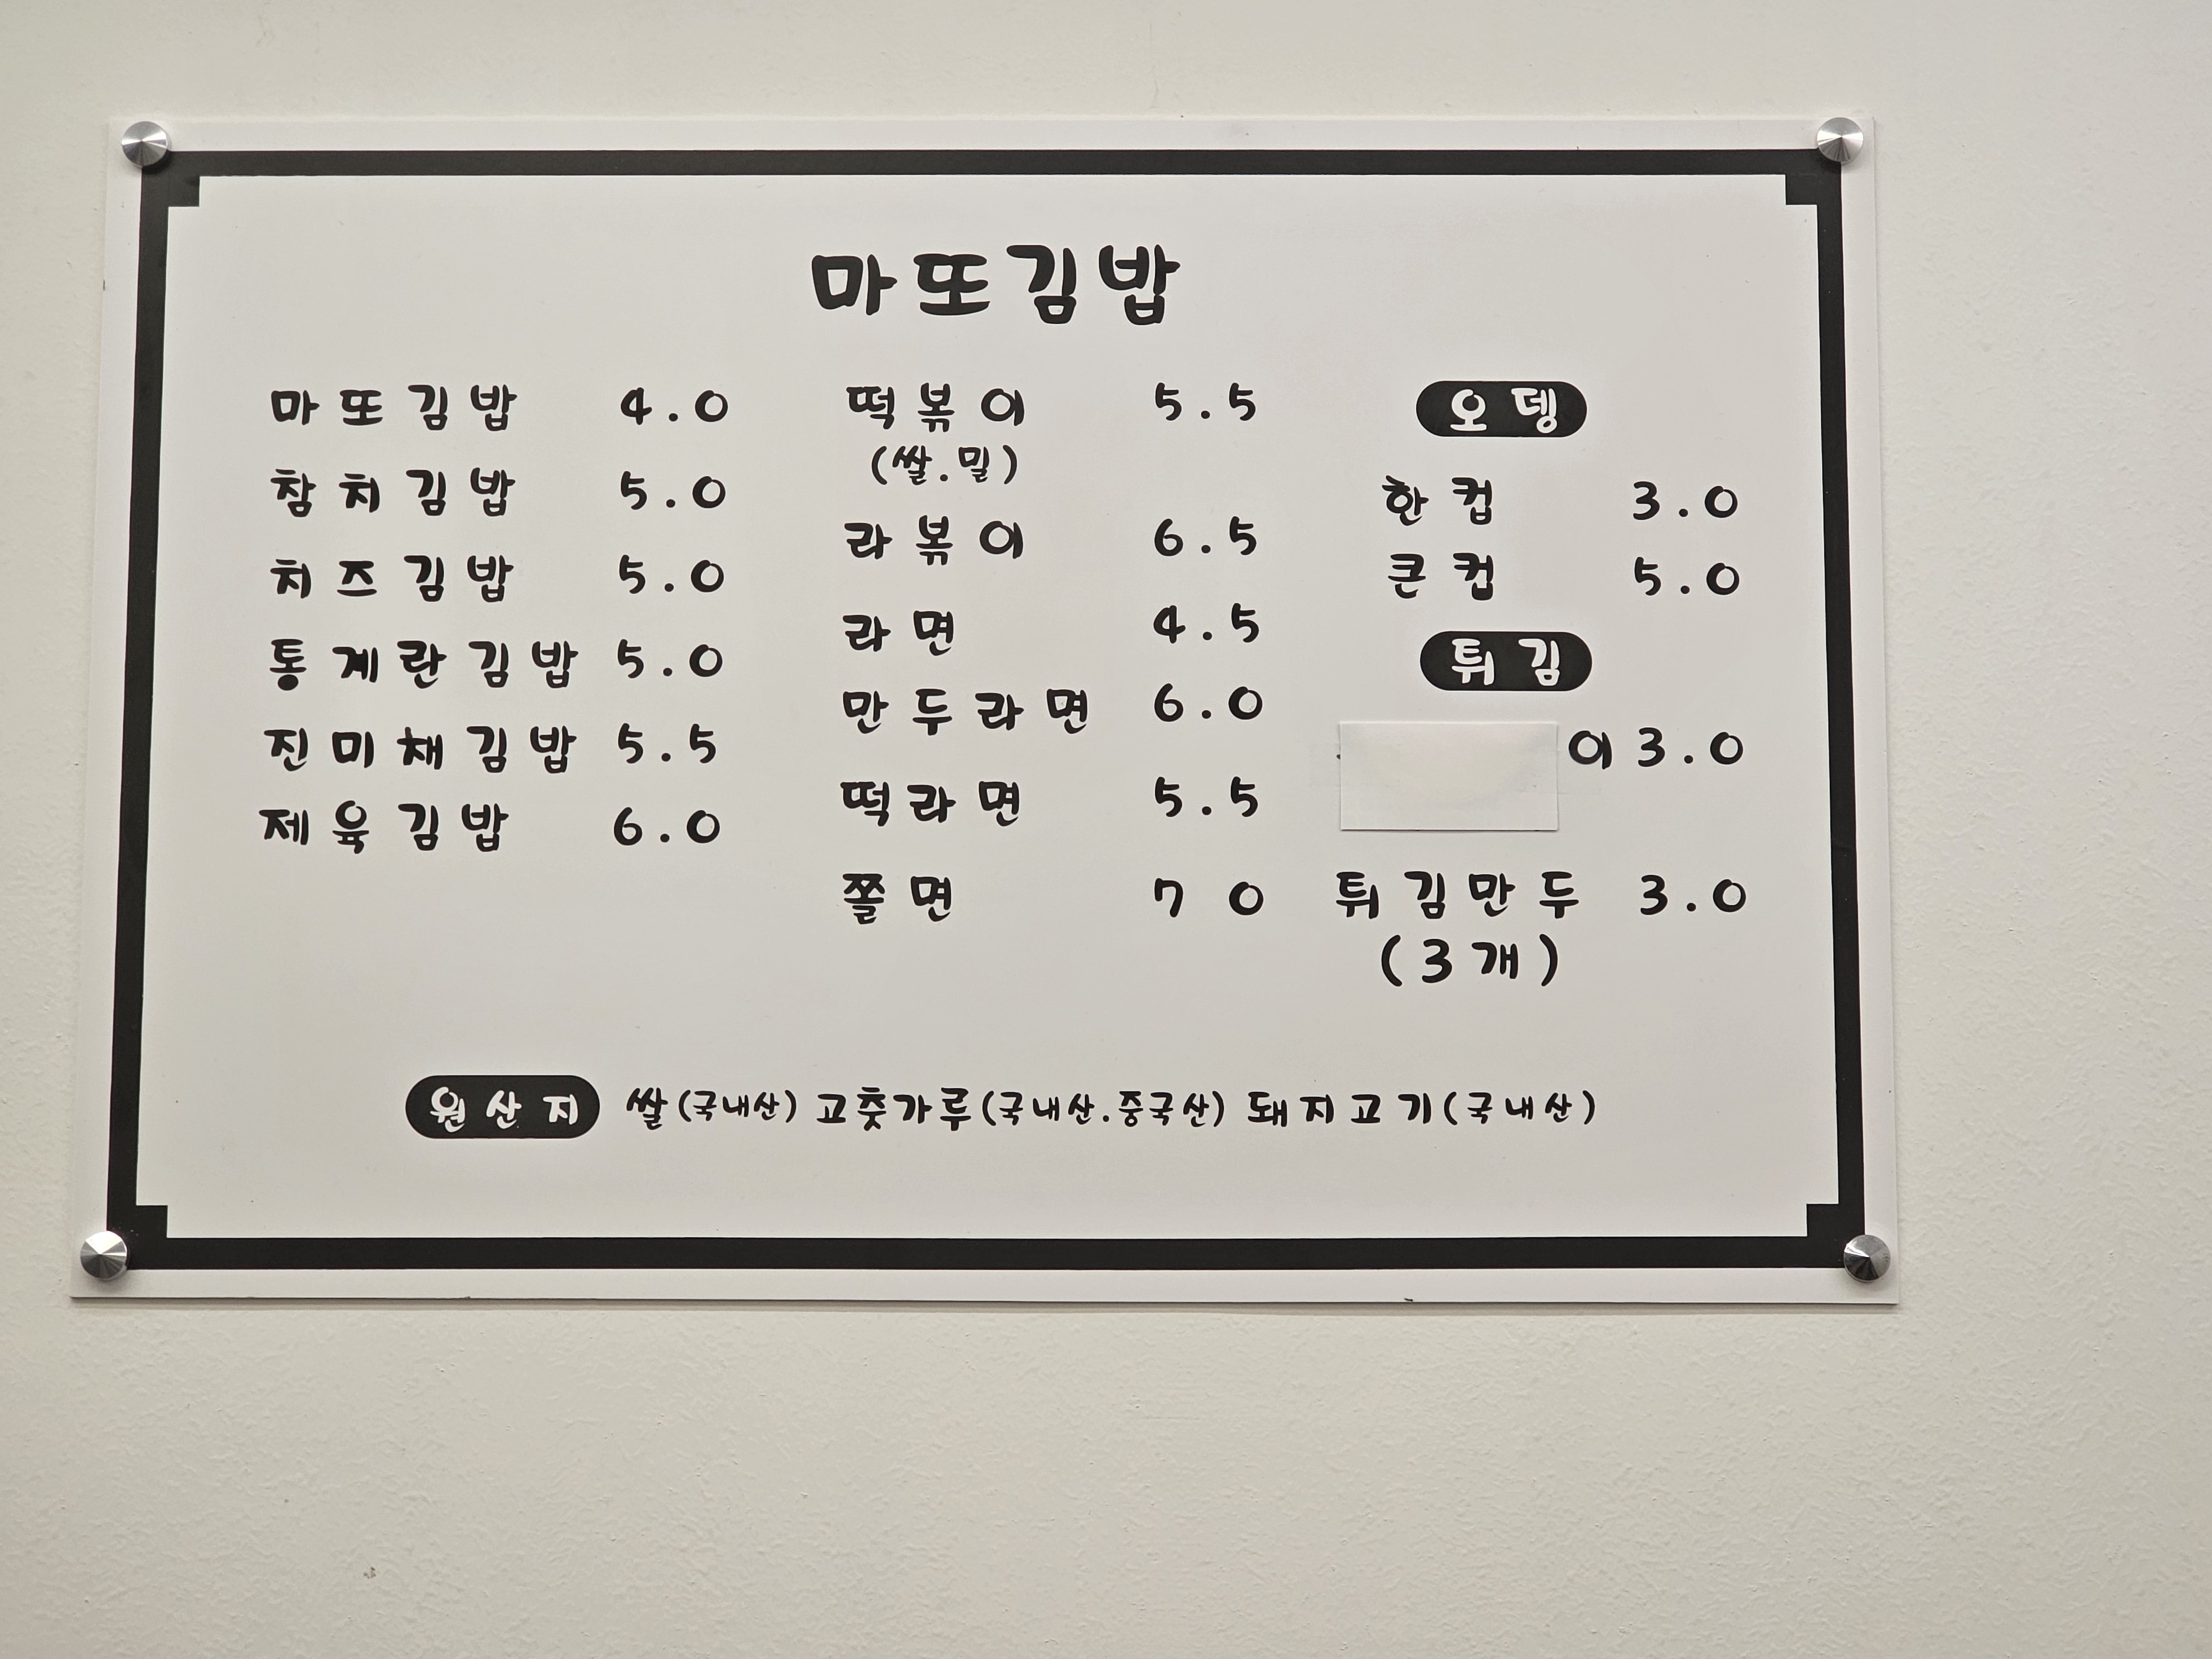 마또김밥
마또김밥 4.0
참치김밥 5.0
치즈김밥 5.0
통계란김밥 5.0
진미채김밥 5.5
제육김밥 6.0
떡볶이 5.5
(쌀.밀)
라볶이 6.5
라면 4.5
만두라면 6.0
떡라면 5.5
쫄면 7 0
오뎅
한컵 3.0
큰컵 5.0
튀김
이 3.0
튀김만두 3.0
(3개)
원산지 쌀(국내산) 고춧가루(국내산.중국산) 돼지고기(국내산)